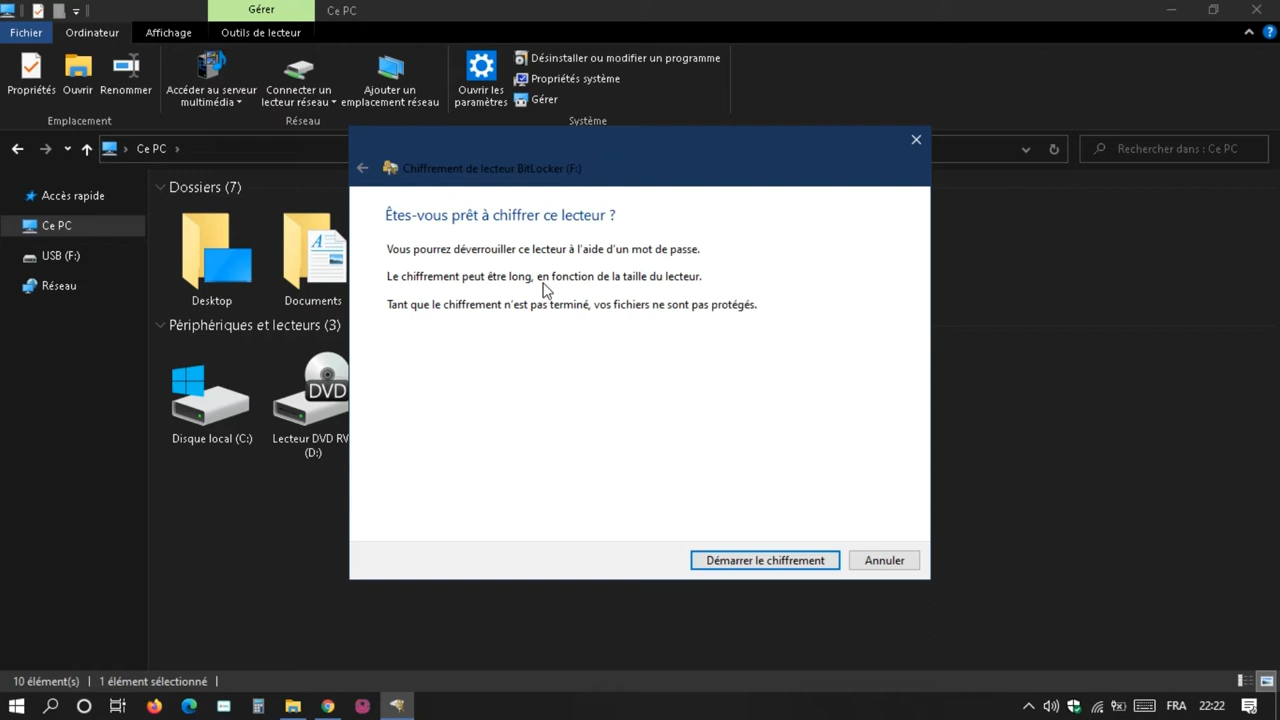 Gérer
Ce PC
Fichier
Ordinateur
Affichage
Outils de lecteur
Propriétés
Ouvrir
Renommer
Accéder au serveur
multimédia
Connecter un
lecteur réseau
Ajouter un
emplacement réseau
Ouvrir les
paramètres
Désinstaller ou modifier un programme
Propriétés système
Gérer
Emplacement
Réseau
Système
Ce PC
Rechercher dans : Ce PC
Accès rapide
Ce PC
USB (F:)
Réseau
Dossiers (7)
Desktop
Documents
Périphériques et lecteurs (3)
DVD
Disque local (C:)
Lecteur DVD RV
(D:)
Chiffrement de lecteur BitLocker (F:)
Êtes-vous prêt à chiffrer ce lecteur ?
Vous pourrez déverrouiller ce lecteur à l'aide d'un mot de passe.
Le chiffrement peut être long, en fonction de la taille du lecteur.
Tant que le chiffrement n'est pas terminé, vos fichiers ne sont pas protégés.
Démarrer le chiffrement
Annuler
10 élément(s)
1 élément sélectionné
FRA
22:22